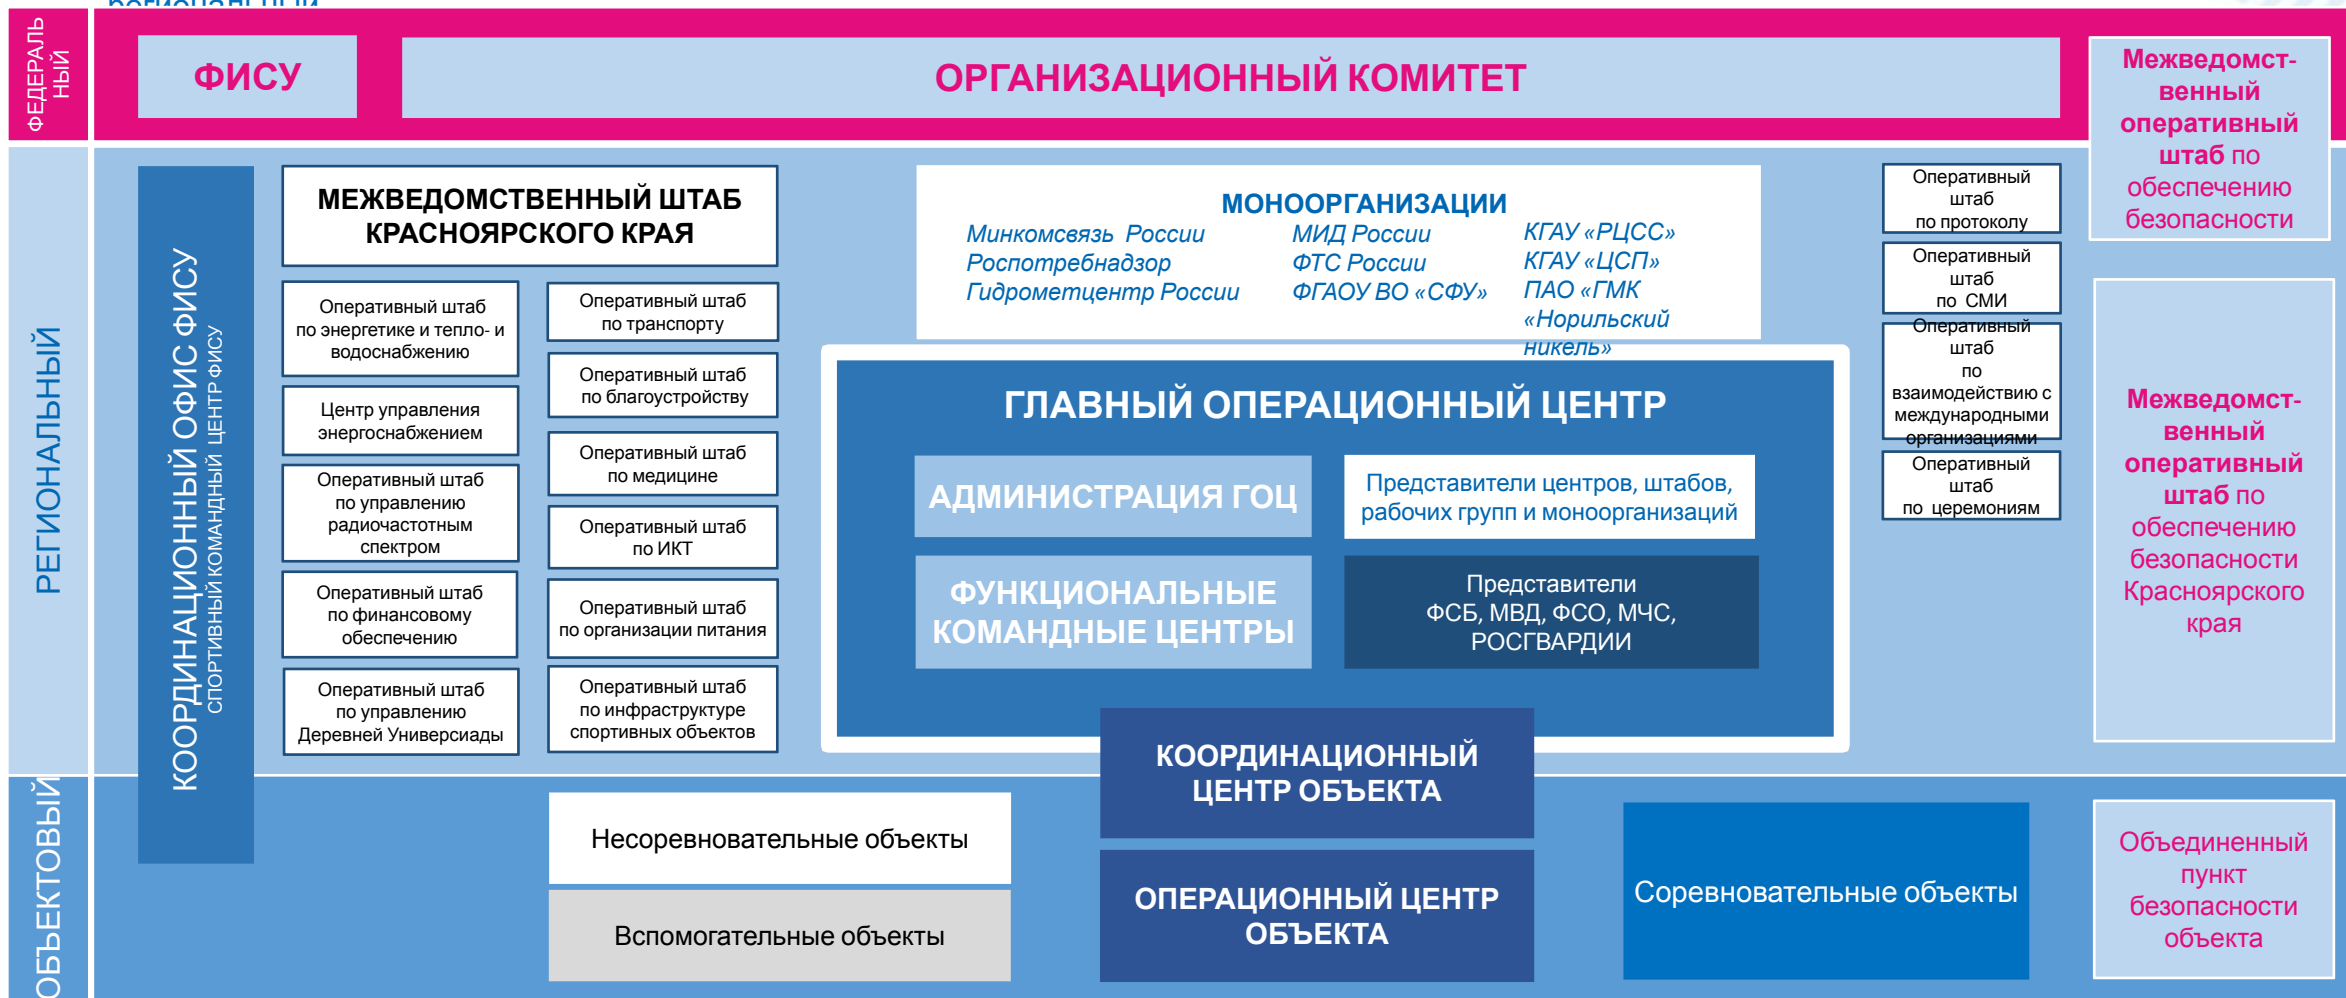 региональный
ФЕДЕРАЛЬ
НЫЙ
ФИСУ
ОРГАНИЗАЦИОННЫЙ КОМИТЕТ
Межведомст-
венный
оперативный
штаб по
обеспечению
безопасности
РЕГИОНАЛЬНЫЙ
КООРДИНАЦИОННЫЙ ОФИС ФИСУ
СПОРТИВНЫЙ КОМАНДНЫЙ ЦЕНТР ФИСУ
МЕЖВЕДОМСТВЕННЫЙ ШТАБ
КРАСНОЯРСКОГО КРАЯ
Оперативный штаб
по энергетике и тепло- и
водоснабжению
Центр управления
энергоснабжением
Оперативный штаб
по управлению
радиочастотным
спектром
Оперативный штаб
по финансовому
обеспечению
Оперативный штаб
по управлению
Деревней Универсиады
Оперативный штаб
по транспорту
Оперативный штаб
по благоустройству
Оперативный штаб
по медицине
Оперативный штаб
по ИКТ
Оперативный штаб
по организации питания
Оперативный штаб
по инфраструктуре
спортивных объектов
МОНООРГАНИЗАЦИИ
Минкомсвязь России
Роспотребнадзор
Гидрометцентр России
МИД России
ФТС России
ФГАОУ ВО «СФУ»
КГАУ «РЦСС»
КГАУ «ЦСП»
ПАО «ГМК
«Норильский
никель»
ГЛАВНЫЙ ОПЕРАЦИОННЫЙ ЦЕНТР
АДМИНИСТРАЦИЯ ГОЦ
Представители центров, штабов,
рабочих групп и моноорганизаций
ФУНКЦИОНАЛЬНЫЕ
КОМАНДНЫЕ ЦЕНТРЫ
Представители
ФСБ, МВД, ФСО, МЧС,
РОСГВАРДИИ
Оперативный
штаб
по протоколу
Оперативный
штаб
по СМИ
Оперативный
штаб
по
взаимодействию с
международными
организациями
Оперативный
штаб
по церемониям
Межведомст-
венный
оперативный
штаб по
обеспечению
безопасности
Красноярского
края
ОБЪЕКТОВЫЙ
Несоревновательные объекты
Вспомогательные объекты
КООРДИНАЦИОННЫЙ
ЦЕНТР ОБЪЕКТА
ОПЕРАЦИОННЫЙ ЦЕНТР
ОБЪЕКТА
Соревновательные объекты
Объединенный
пункт
безопасности
объекта